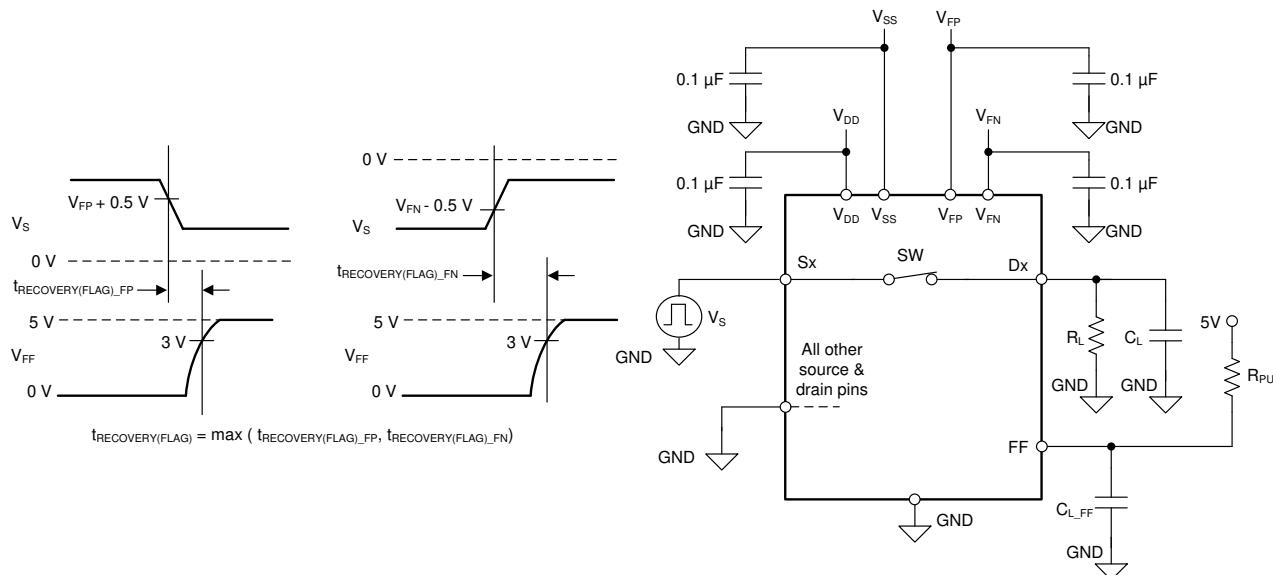 0 V
V_FP + 0.5 V
V_S
0 V
t_RECOVERY(FLAG)_FP
5 V
3 V
V_FF
0 V
V_FN - 0.5 V
V_S
t_RECOVERY(FLAG)_FN
5 V
3 V
V_FF
0 V
t_RECOVERY(FLAG) = max ( t_RECOVERY(FLAG)_FP, t_RECOVERY(FLAG)_FN)
V_SS
V_FP
0.1 µF
0.1 µF
GND
GND
V_DD
V_FN
0.1 µF
0.1 µF
GND
GND
V_DD
V_SS
V_FP
V_FN
Sx
SW
Dx
V_S
GND
R_L
C_L
GND
GND
5V
R_PU
All other
source &
drain pins
GND
FF
C_L_FF
GND
GND